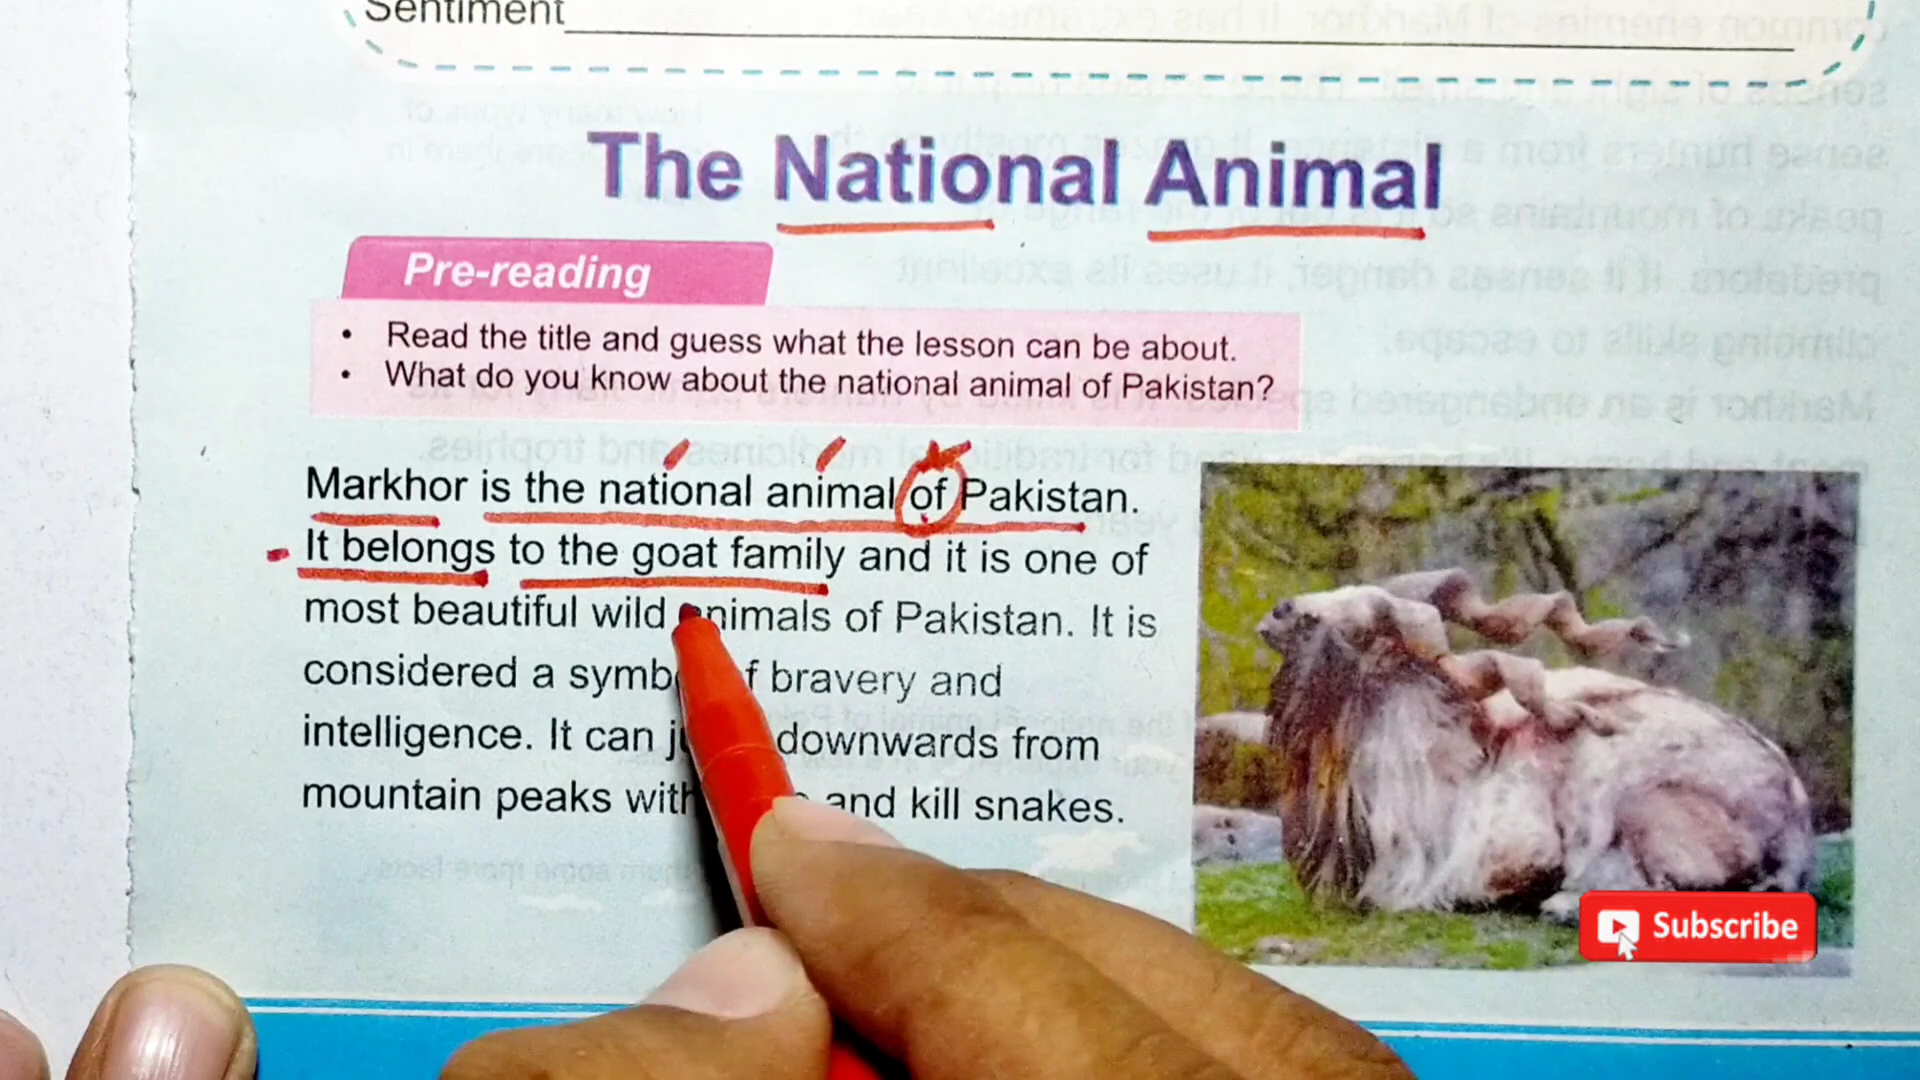 Sentiment
The National Animal
Pre-reading
• Read the title and guess what the lesson can be about.
• What do you know about the national animal of Pakistan?
Markhor is the national animal of Pakistan.
It belongs to the goat family and it is one of
most beautiful wild animals of Pakistan. It is
considered a symbol of bravery and
intelligence. It can downwards from
mountain peaks with and kill snakes.
Subscribe